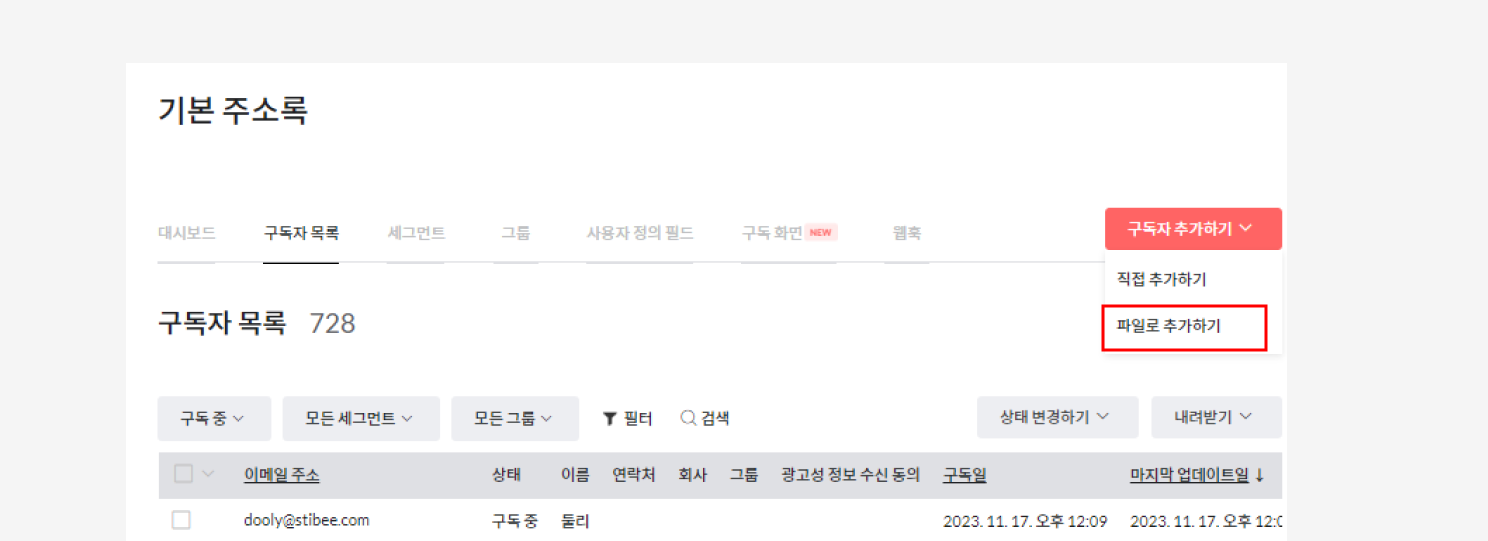 기본 주소록
대시보드 구독자 목록 세그먼트 그룹 사용자 정의 필드 구독 화면 NEW 웹훅
구독자 추가하기
직접 추가하기
파일로 추가하기
구독자 목록 728
구독 중 모든 세그먼트 모든 그룹 필터 검색 상태 변경하기 내려받기
이메일 주소 상태 이름 연락처 회사 그룹 광고성 정보 수신 동의 구독일 마지막 업데이트일 ↓
dooly@stibee.com 구독 중 둘리 2023. 11. 17. 오후 12:09 2023. 11. 17. 오후 12:0